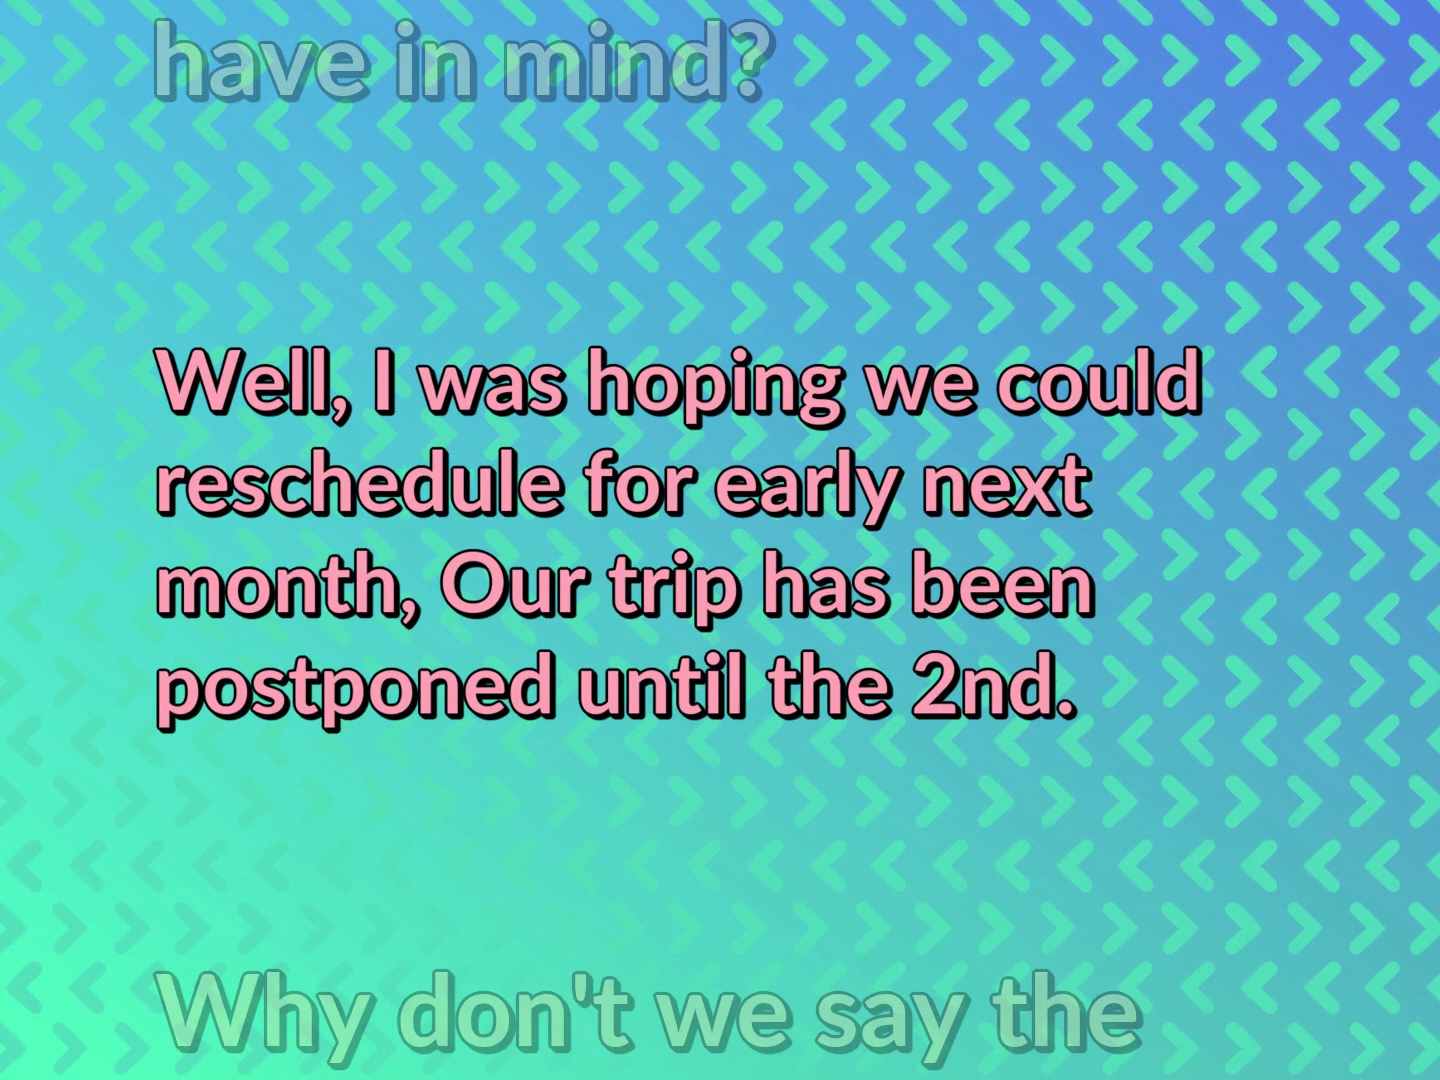 have in mind?
Well, I was hoping we could
reschedule for early next
month, Our trip has been
postponed until the 2nd.
Why don't we say the